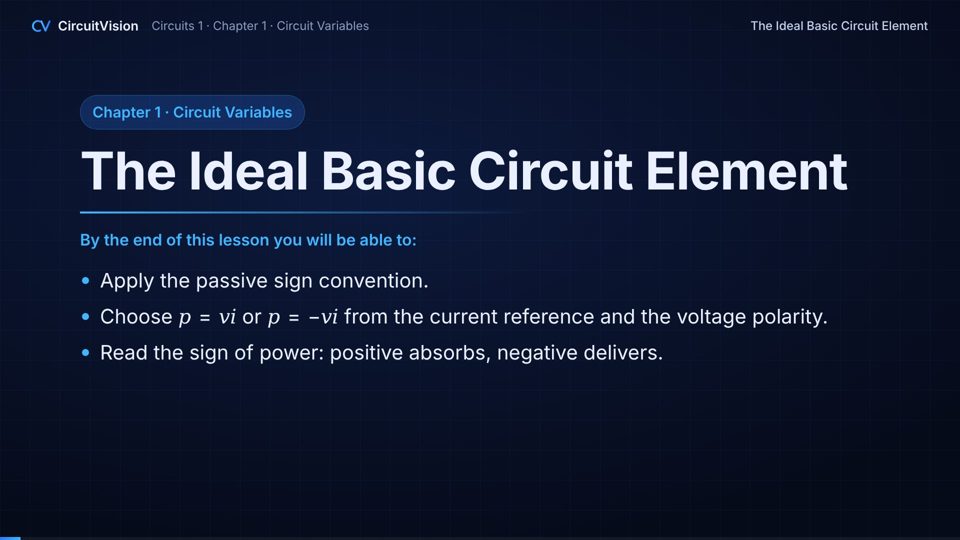 CV CircuitVision Circuits 1 · Chapter 1 · Circuit Variables
The Ideal Basic Circuit Element
Chapter 1 · Circuit Variables
The Ideal Basic Circuit Element
By the end of this lesson you will be able to:
• Apply the passive sign convention.
• Choose p = vi or p = −vi from the current reference and the voltage polarity.
• Read the sign of power: positive absorbs, negative delivers.